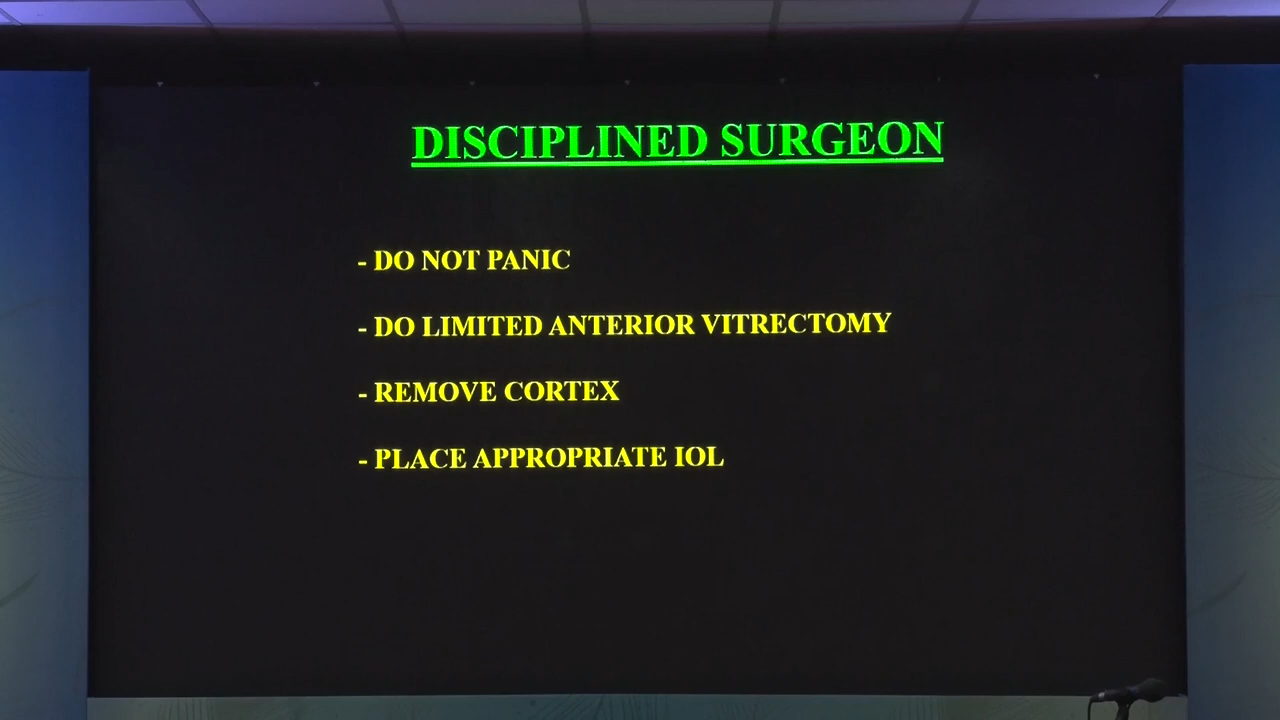 DISCIPLINED SURGEON
- DO NOT PANIC
- DO LIMITED ANTERIOR VITRECTOMY
- REMOVE CORTEX
- PLACE APPROPRIATE IOL